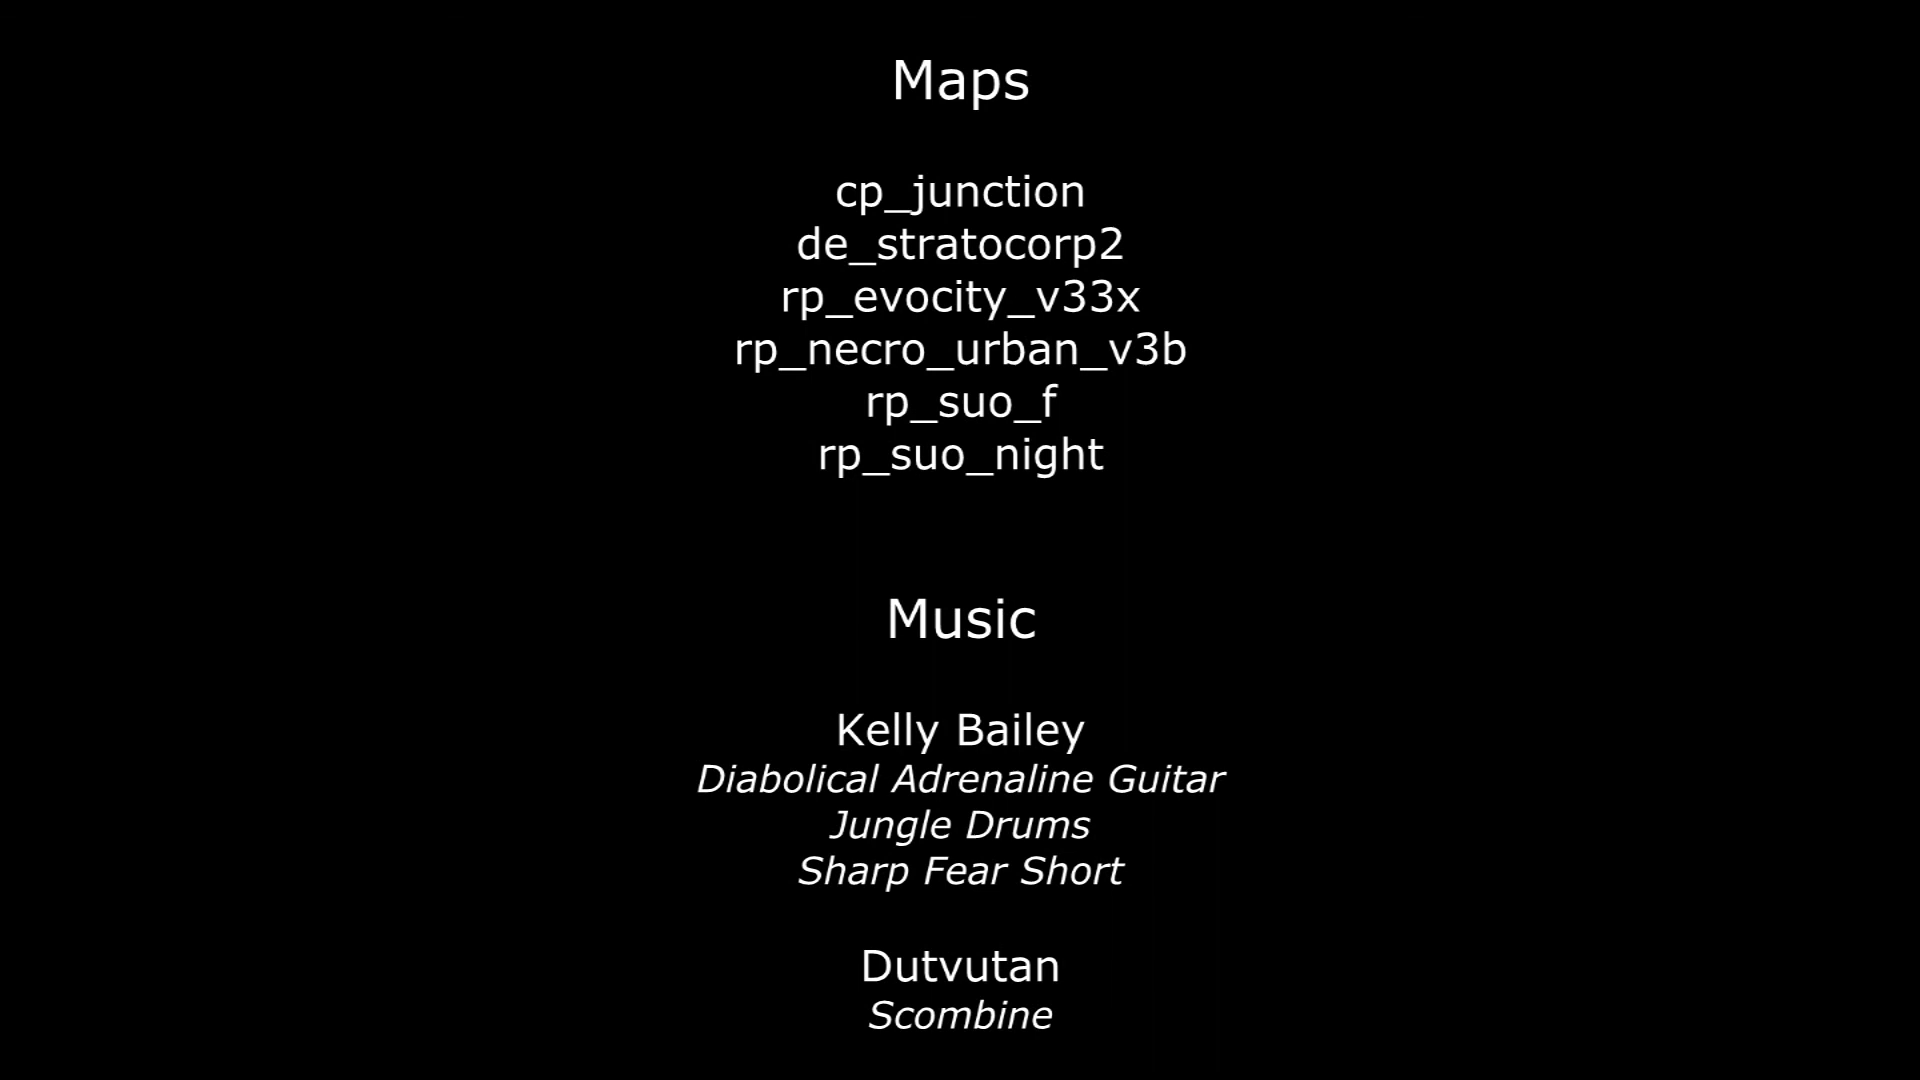 Maps
cp_junction
de_stratocorp2
rp_evocity_v33x
rp_necro_urban_v3b
rp_suo_f
rp_suo_night
Music
Kelly Bailey
Diabolical Adrenaline Guitar
Jungle Drums
Sharp Fear Short
Dutvutan
Scombine